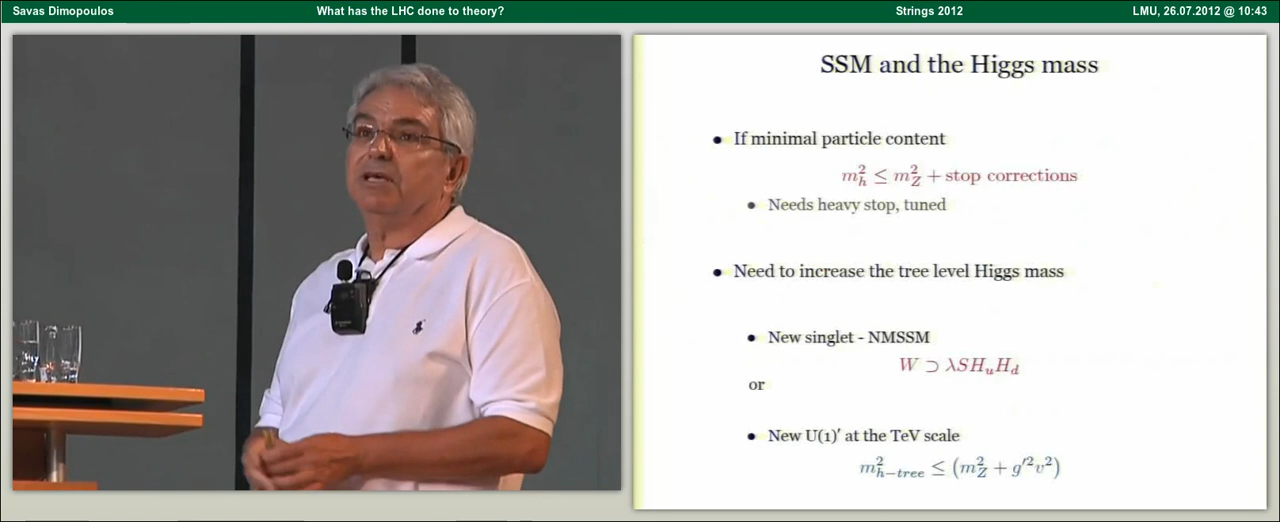 Savas Dimopoulos
What has the LHC done to theory?
Strings 2012
LMU, 26.07.2012 @ 10:43
SSM and the Higgs mass
• If minimal particle content
m_h^2 ≤ m_Z^2 + stop corrections
• Needs heavy stop, tuned
• Need to increase the tree level Higgs mass
• New singlet - NMSSM
W ⊃ λSH_uH_d
or
• New U(1)′ at the TeV scale
m_{h-tree}^2 ≤ (m_Z^2 + g′^2v^2)